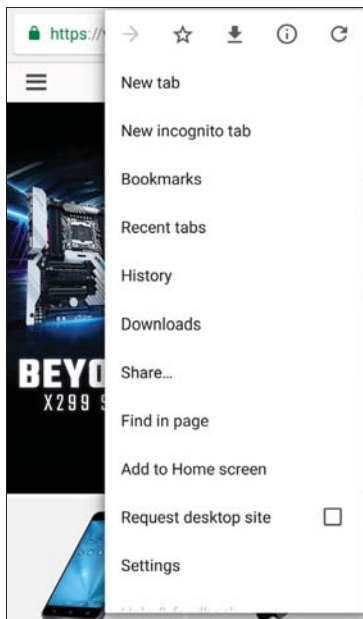 https://
New tab
New incognito tab
Bookmarks
Recent tabs
History
Downloads
Share...
Find in page
Add to Home screen
Request desktop site
Settings
BEYO
X299 S